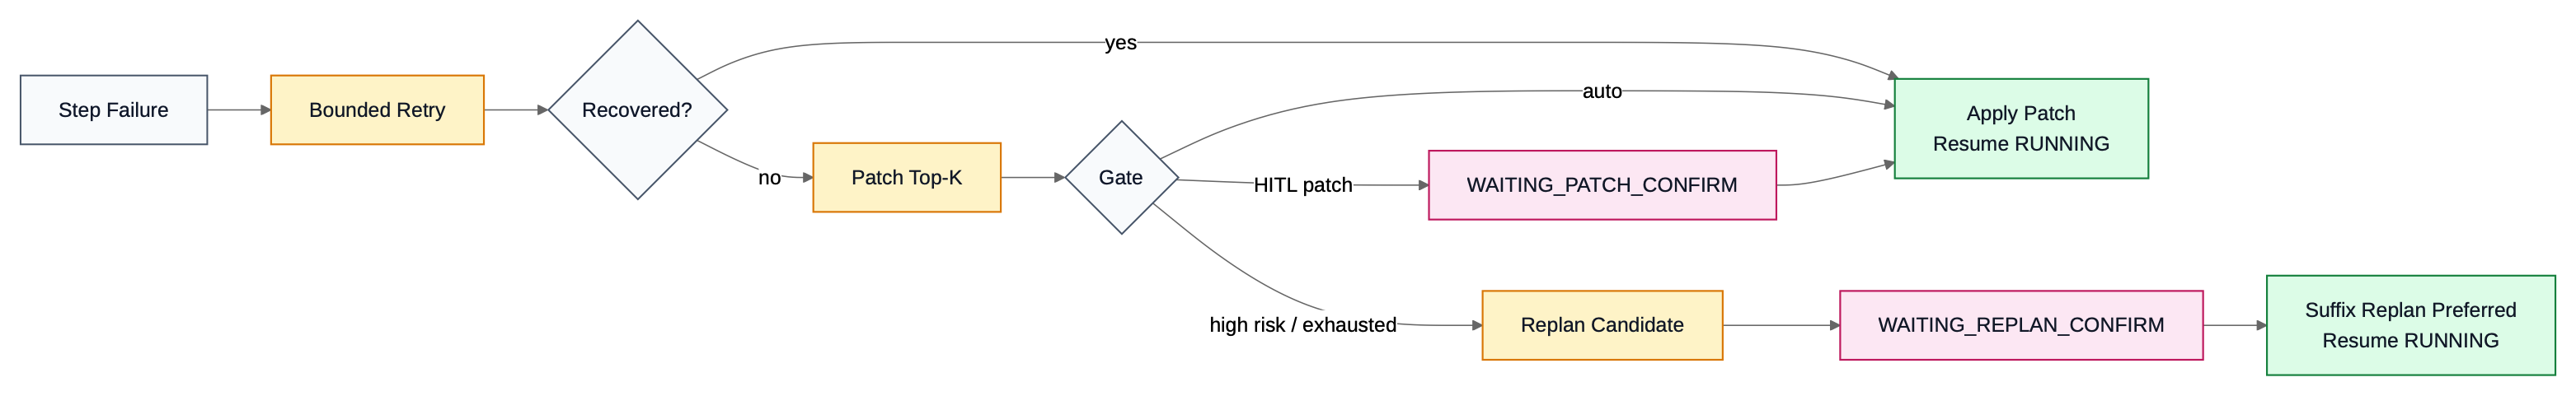 Step Failure
Bounded Retry
Recovered?
yes
no
Patch Top-K
Gate
auto
HITL patch
high risk / exhausted
WAITING_PATCH_CONFIRM
Apply Patch
Resume RUNNING
Replan Candidate
WAITING_REPLAN_CONFIRM
Suffix Replan Preferred
Resume RUNNING